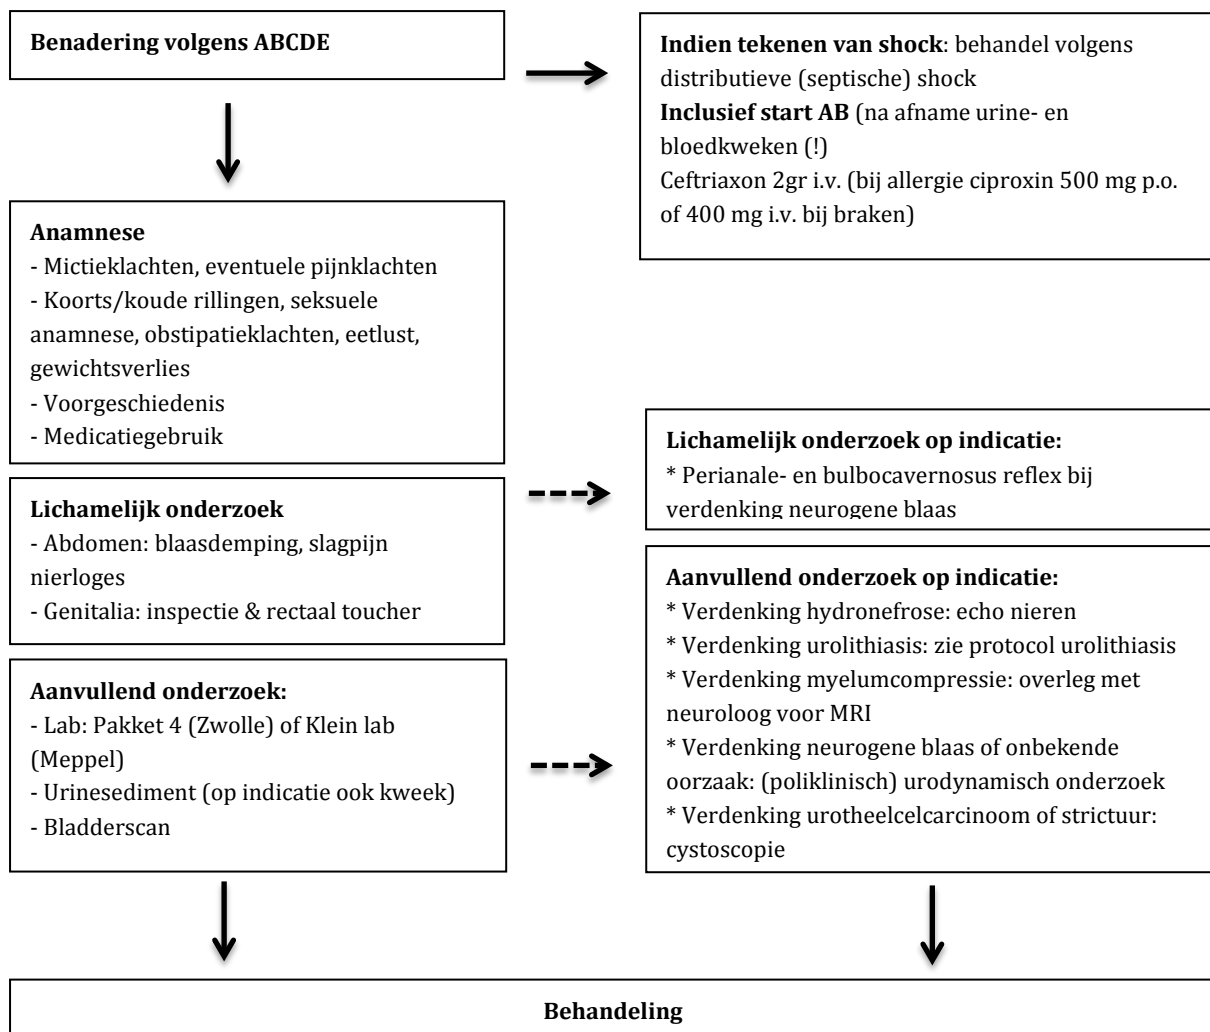 Benadering volgens ABCDE
Indien tekenen van shock: behandel volgens
distributieve (septische) shock
Inclusief start AB (na afname urine- en
bloedkweken (!)
Ceftriaxon 2gr i.v. (bij allergie ciproxin 500 mg p.o.
of 400 mg i.v. bij braken)
Anamnese
- Mictieklachten, eventuele pijnklachten
- Koorts/koude rillingen, seksuele
anamnese, obstipatieklachten, eetlust,
gewichtsverlies
- Voorgeschiedenis
- Medicatiegebruik
Lichamelijk onderzoek op indicatie:
* Perianale- en bulbocavernosus reflex bij
verdenking neurogene blaas
Lichamelijk onderzoek
- Abdomen: blaasdemping, slagpijn
nierloges
- Genitalia: inspectie & rectaal toucher
Aanvullend onderzoek op indicatie:
* Verdenking hydronefrose: echo nieren
* Verdenking urolithiasis: zie protocol urolithiasis
* Verdenking myelumcompressie: overleg met
neuroloog voor MRI
* Verdenking neurogene blaas of onbekende
oorzaak: (poliklinisch) urodynamisch onderzoek
* Verdenking urotheelcelcarcinoom of strictuur:
cystoscopie
Aanvullend onderzoek:
- Lab: Pakket 4 (Zwolle) of Klein lab
(Meppel)
- Urinesediment (op indicatie ook kweek)
- Bladderscan
Behandeling